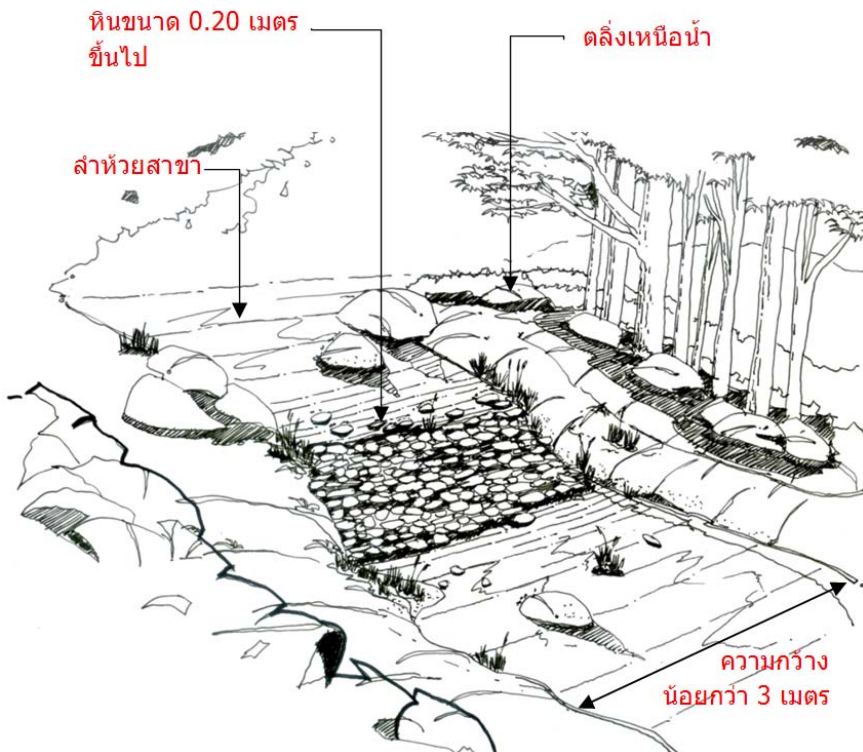 หินขนาด 0.20 เมตร
ขึ้นไป
ตลิ่งเหนือน้ำ
ลำห้วยสาขา
ความกว้าง
น้อยกว่า 3 เมตร